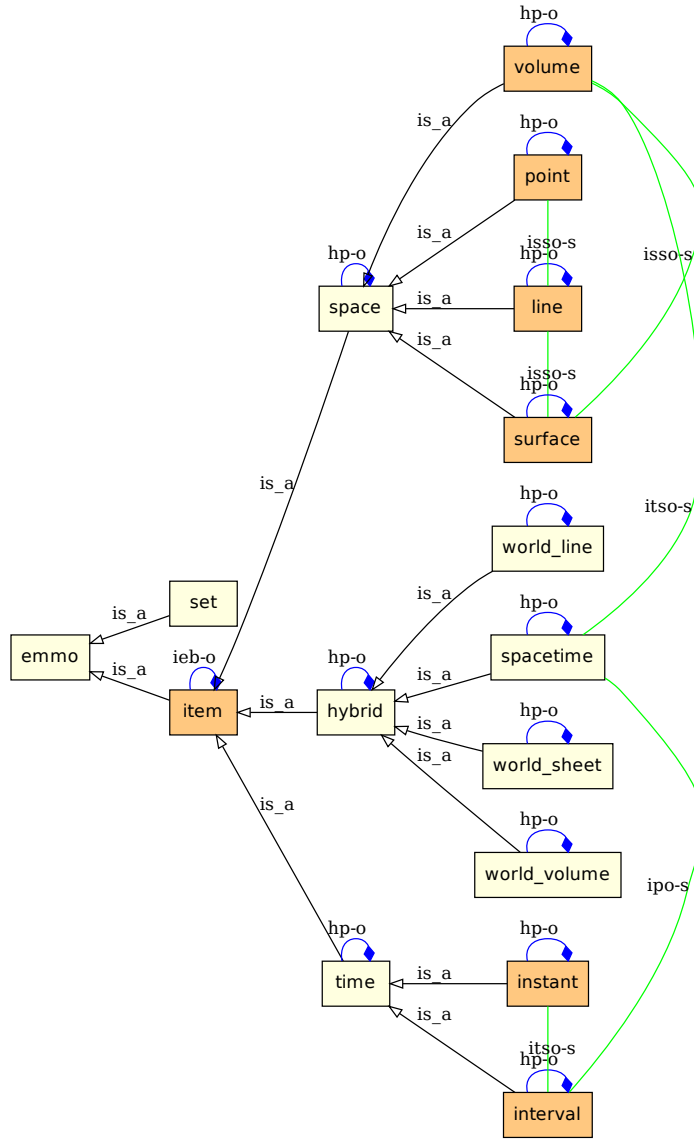 hp-o
volume
is_a
hp-o
point
is_a
isso-s
hp-o
hp-o
isso-s
space
is_a
line
is_a
isso-s
hp-o
surface
is_a
hp-o
itso-s
world_line
set
is_a
is_a
hp-o
emmo
ieb-o
hp-o
spacetime
is_a
is_a
item
is_a
hybrid
is_a
hp-o
world_sheet
is_a
hp-o
world_volume
ipo-s
hp-o
hp-o
time
is_a
instant
is_a
itso-s
hp-o
interval